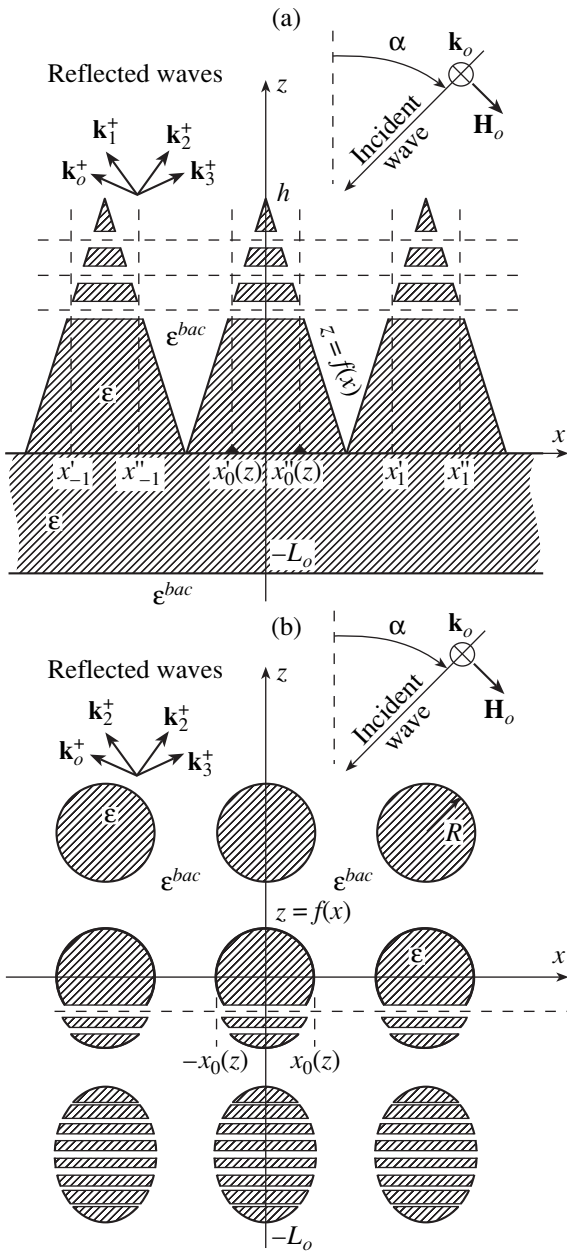 (a)
Reflected waves
z
α
k_o
Incident wave
H_o
k_1^+
k_2^+
k_o^+
k_3^+
h
ε^bac
z = f(x)
ε
x
x'_{-1}
x''_{-1}
x'_0(z)
x''_0(z)
x'_1
x''_1
ε
–L_o
ε^bac
(b)
Reflected waves
z
α
k_o
Incident wave
H_o
k_2^+
k_2^+
k_o^+
k_3^+
ε
R
ε^bac
ε^bac
z = f(x)
ε
x
–x_0(z)
x_0(z)
–L_o